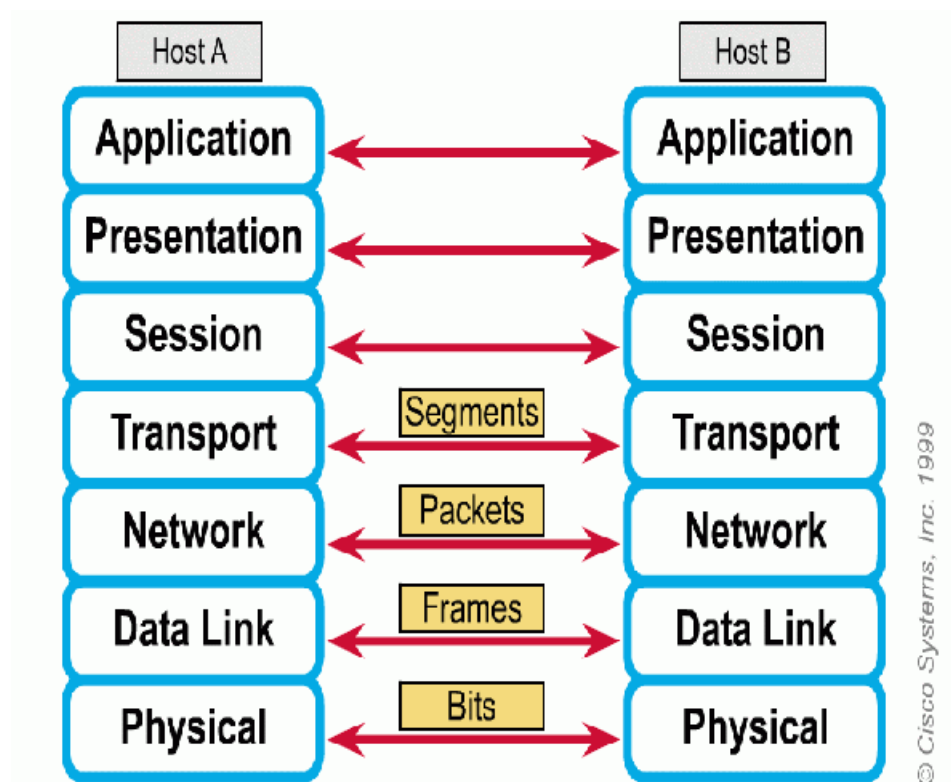 Host A
Host B
Application
Application
Presentation
Presentation
Session
Session
Segments
Transport
Transport
Packets
Network
Network
Frames
Data Link
Data Link
Bits
Physical
Physical
© Cisco Systems, Inc. 1999